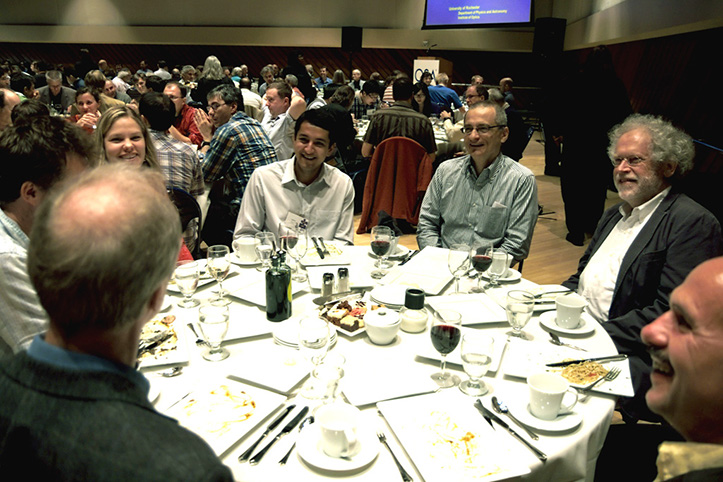 University of Rochester
Department of Physics and Astronomy
Institute of Optics